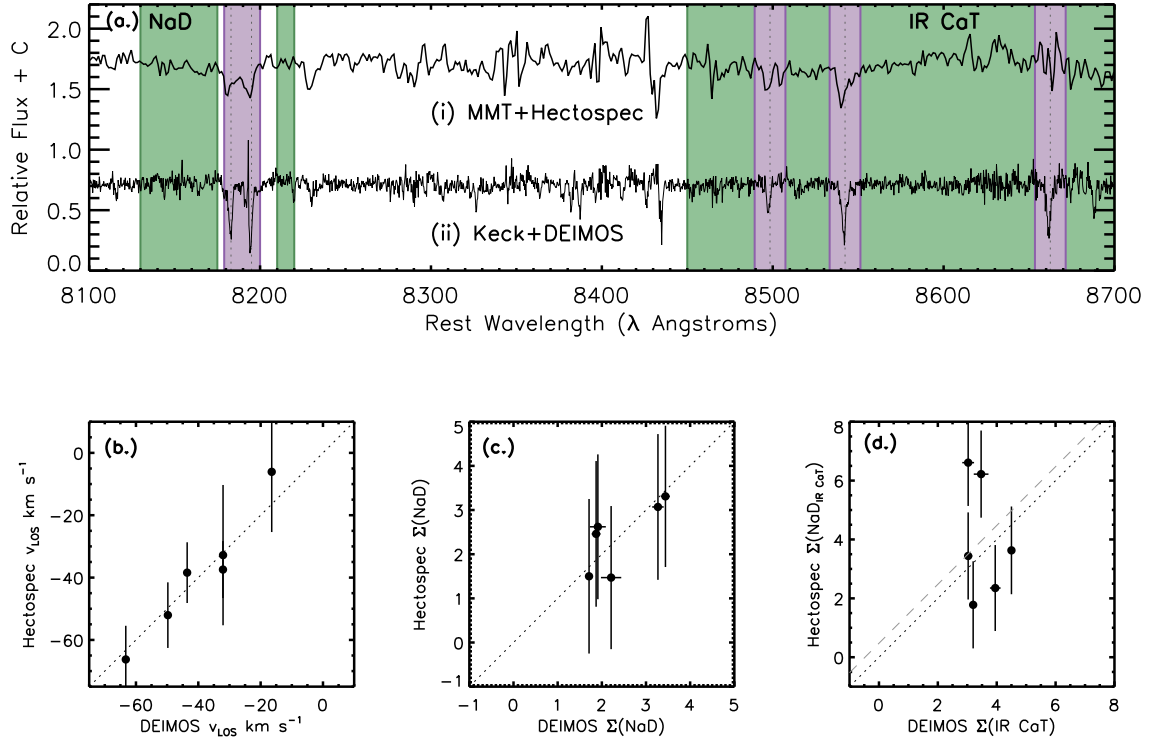 (a.) NaD IR CaT
2.0
1.5
1.0
0.5
0.0
Relative Flux + C
(i) MMT+Hectospec
(ii) Keck+DEIMOS
8100 8200 8300 8400 8500 8600 8700
Rest Wavelength (λ Angstroms)
(b.)
0
−20
−40
−60
Hectospec v_LOS km s⁻¹
−60 −40 −20 0
DEIMOS v_LOS km s⁻¹
(c.)
5
4
3
2
1
0
−1
Hectospec Σ(NaD)
−1 0 1 2 3 4 5
DEIMOS Σ(NaD)
(d.)
8
6
4
2
0
Hectospec Σ(NaD_IR CaT)
0 2 4 6 8
DEIMOS Σ(IR CaT)